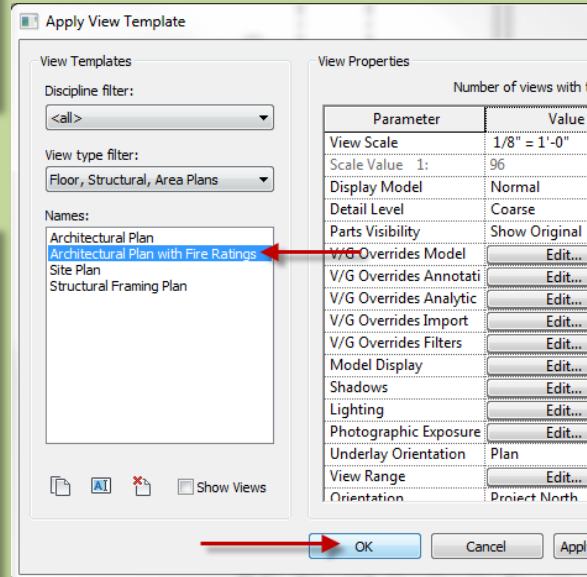 Apply View Template
View Templates
Discipline filter:
<all>
View type filter:
Floor, Structural, Area Plans
Names:
Architectural Plan
Architectural Plan with Fire Ratings
Site Plan
Structural Framing Plan
Show Views
View Properties
Number of views with
Parameter Value
View Scale 1/8" = 1'-0"
Scale Value 1: 96
Display Model Normal
Detail Level Coarse
Parts Visibility Show Original
V/G Overrides Model Edit...
V/G Overrides Annotati Edit...
V/G Overrides Analytic Edit...
V/G Overrides Import Edit...
V/G Overrides Filters Edit...
Model Display Edit...
Shadows Edit...
Lighting Edit...
Photographic Exposure Edit...
Underlay Orientation Plan
View Range Edit...
Orientation Project North
OK Cancel Appl